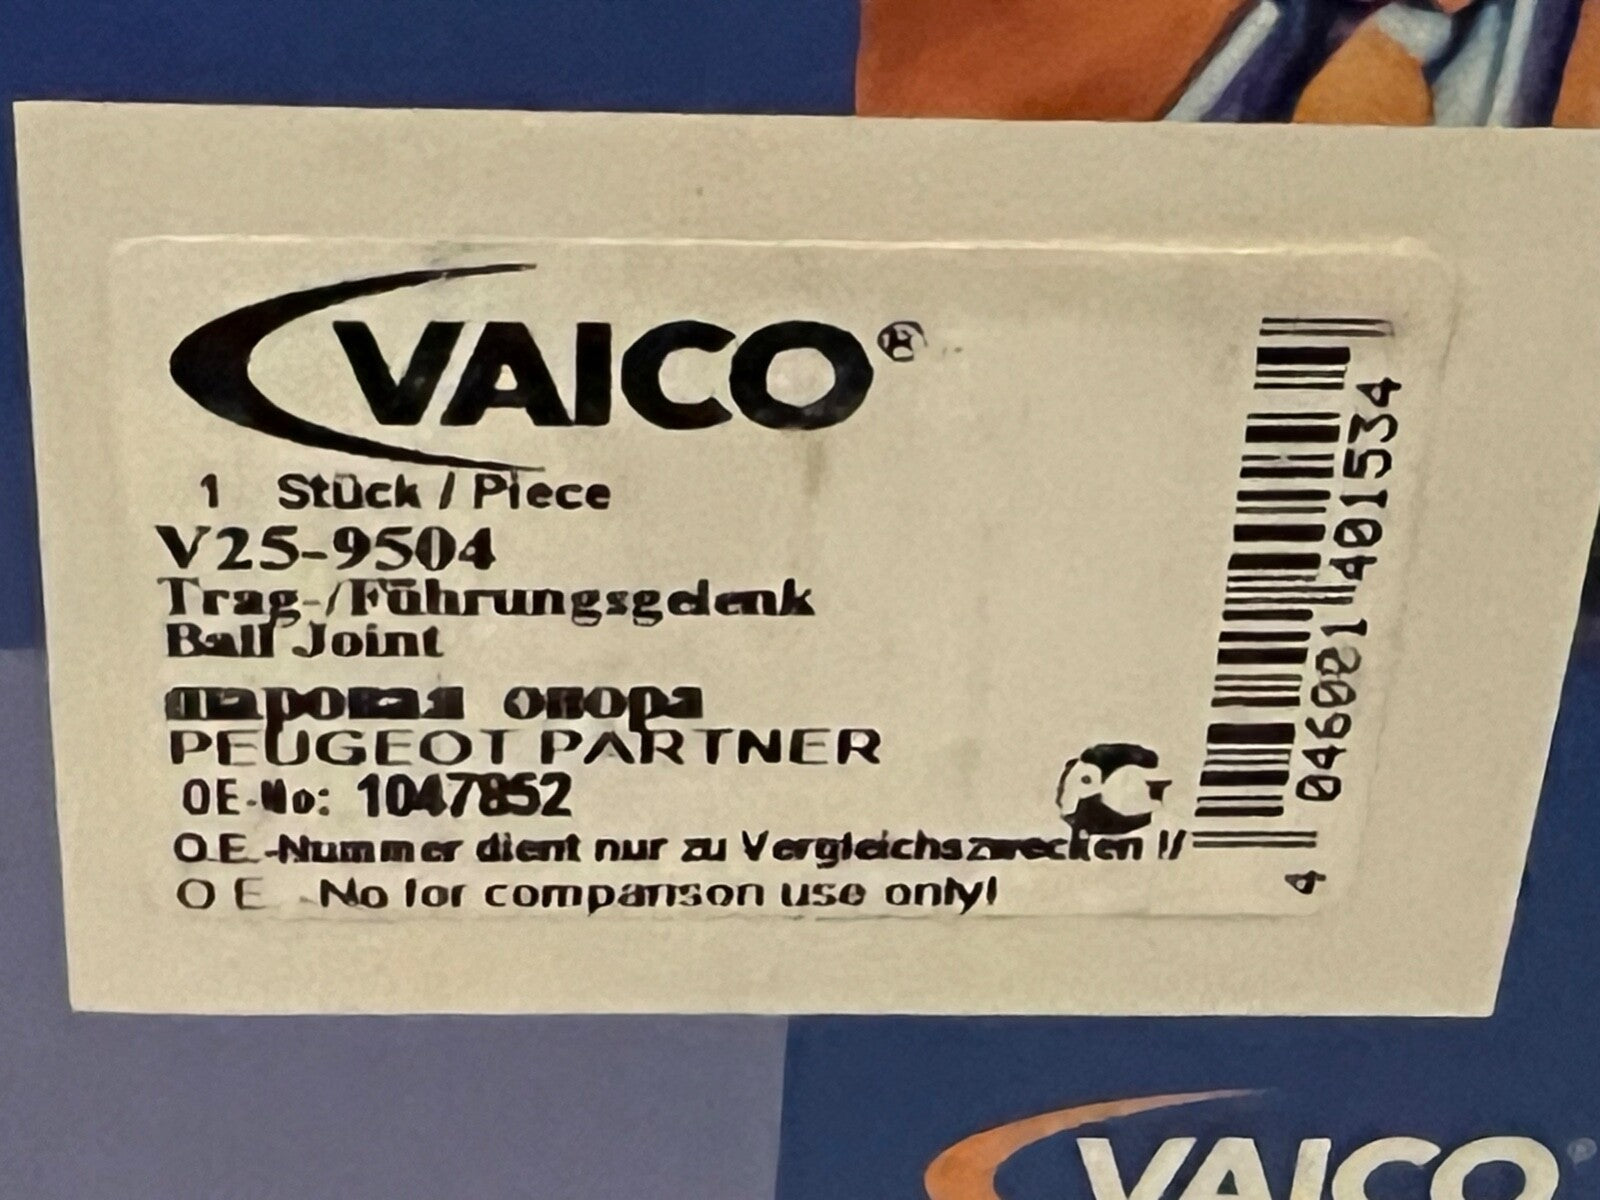 VAICO®
1 Stück / Piece
V25-9504
Trag-/Führungsgelenk
Ball Joint
шаровая опора
PEUGEOT PARTNER
OE-No: 1047852
O.E.-Nummer dient nur zu Vergleichszwecken !/
O E -No for comparison use only!
4 046001 401534
VAICO